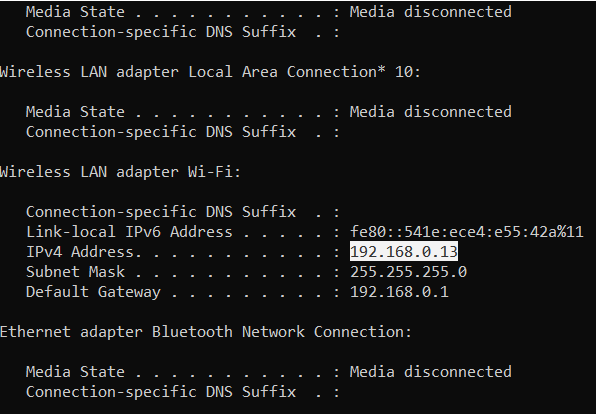 Media State . . . . . . . . . . . : Media disconnected
Connection-specific DNS Suffix  . :
Wireless LAN adapter Local Area Connection* 10:
Media State . . . . . . . . . . . : Media disconnected
Connection-specific DNS Suffix  . :
Wireless LAN adapter Wi-Fi:
Connection-specific DNS Suffix  . :
Link-local IPv6 Address . . . . . : fe80::541e:ece4:e55:42a%11
IPv4 Address. . . . . . . . . . . : 192.168.0.13
Subnet Mask . . . . . . . . . . . : 255.255.255.0
Default Gateway . . . . . . . . . : 192.168.0.1
Ethernet adapter Bluetooth Network Connection:
Media State . . . . . . . . . . . : Media disconnected
Connection-specific DNS Suffix  . :